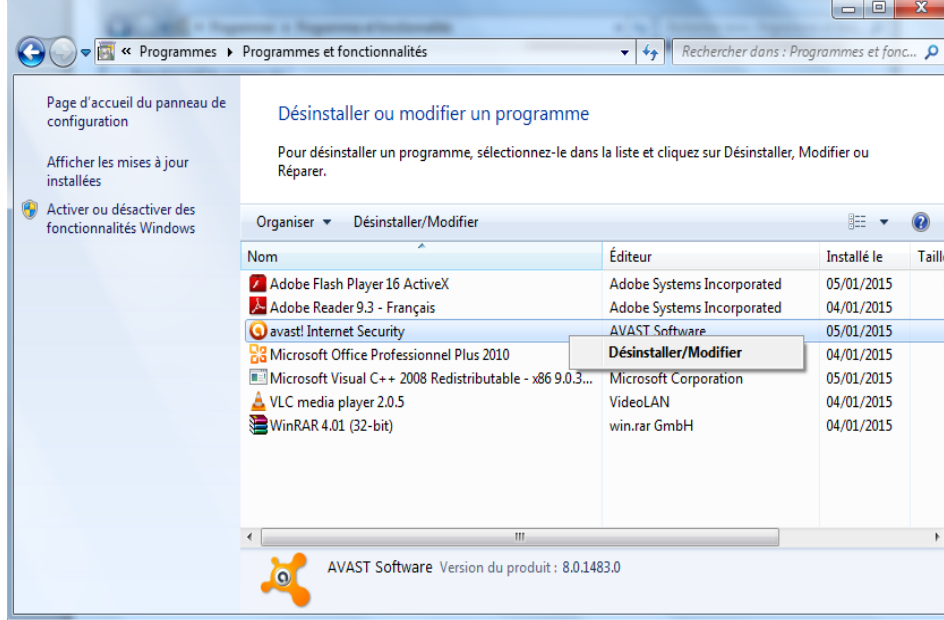 « Programmes ▸ Programmes et fonctionnalités
Rechercher dans : Programmes et fonc...
Page d'accueil du panneau de
configuration
Afficher les mises à jour
installées
Activer ou désactiver des
fonctionnalités Windows
Désinstaller ou modifier un programme
Pour désinstaller un programme, sélectionnez-le dans la liste et cliquez sur Désinstaller, Modifier ou
Réparer.
Organiser Désinstaller/Modifier
Nom Éditeur Installé le Taille
Adobe Flash Player 16 ActiveX Adobe Systems Incorporated 05/01/2015
Adobe Reader 9.3 - Français Adobe Systems Incorporated 04/01/2015
avast! Internet Security AVAST Software 05/01/2015
Microsoft Office Professionnel Plus 2010 04/01/2015
Désinstaller/Modifier
Microsoft Visual C++ 2008 Redistributable - x86 9.0.3... Microsoft Corporation 05/01/2015
VLC media player 2.0.5 VideoLAN 04/01/2015
WinRAR 4.01 (32-bit) win.rar GmbH 04/01/2015
AVAST Software Version du produit : 8.0.1483.0